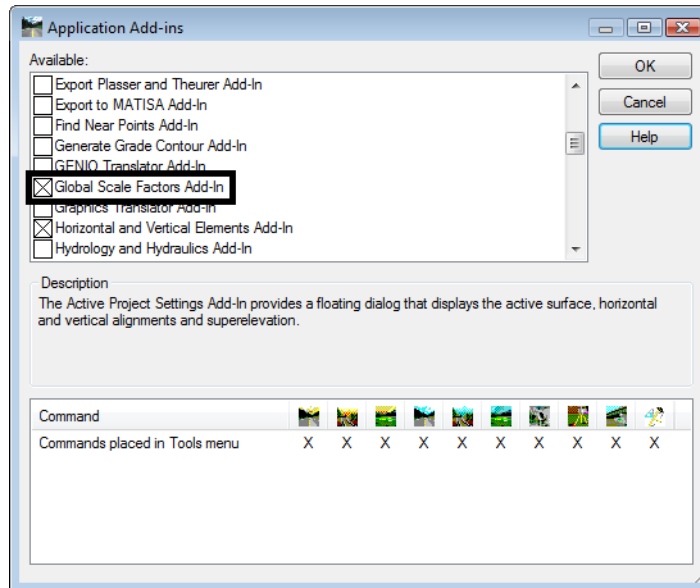 Application Add-ins
Available:
Export Plasser and Theurer Add-In
Export to MATISA Add-In
Find Near Points Add-In
Generate Grade Contour Add-In
GENIO Translator Add-In
Global Scale Factors Add-In
Graphics Translator Add-In
Horizontal and Vertical Elements Add-In
Hydrology and Hydraulics Add-In
OK
Cancel
Help
Description
The Active Project Settings Add-In provides a floating dialog that displays the active surface, horizontal
and vertical alignments and superelevation.
Command
Commands placed in Tools menu X X X X X X X X X X